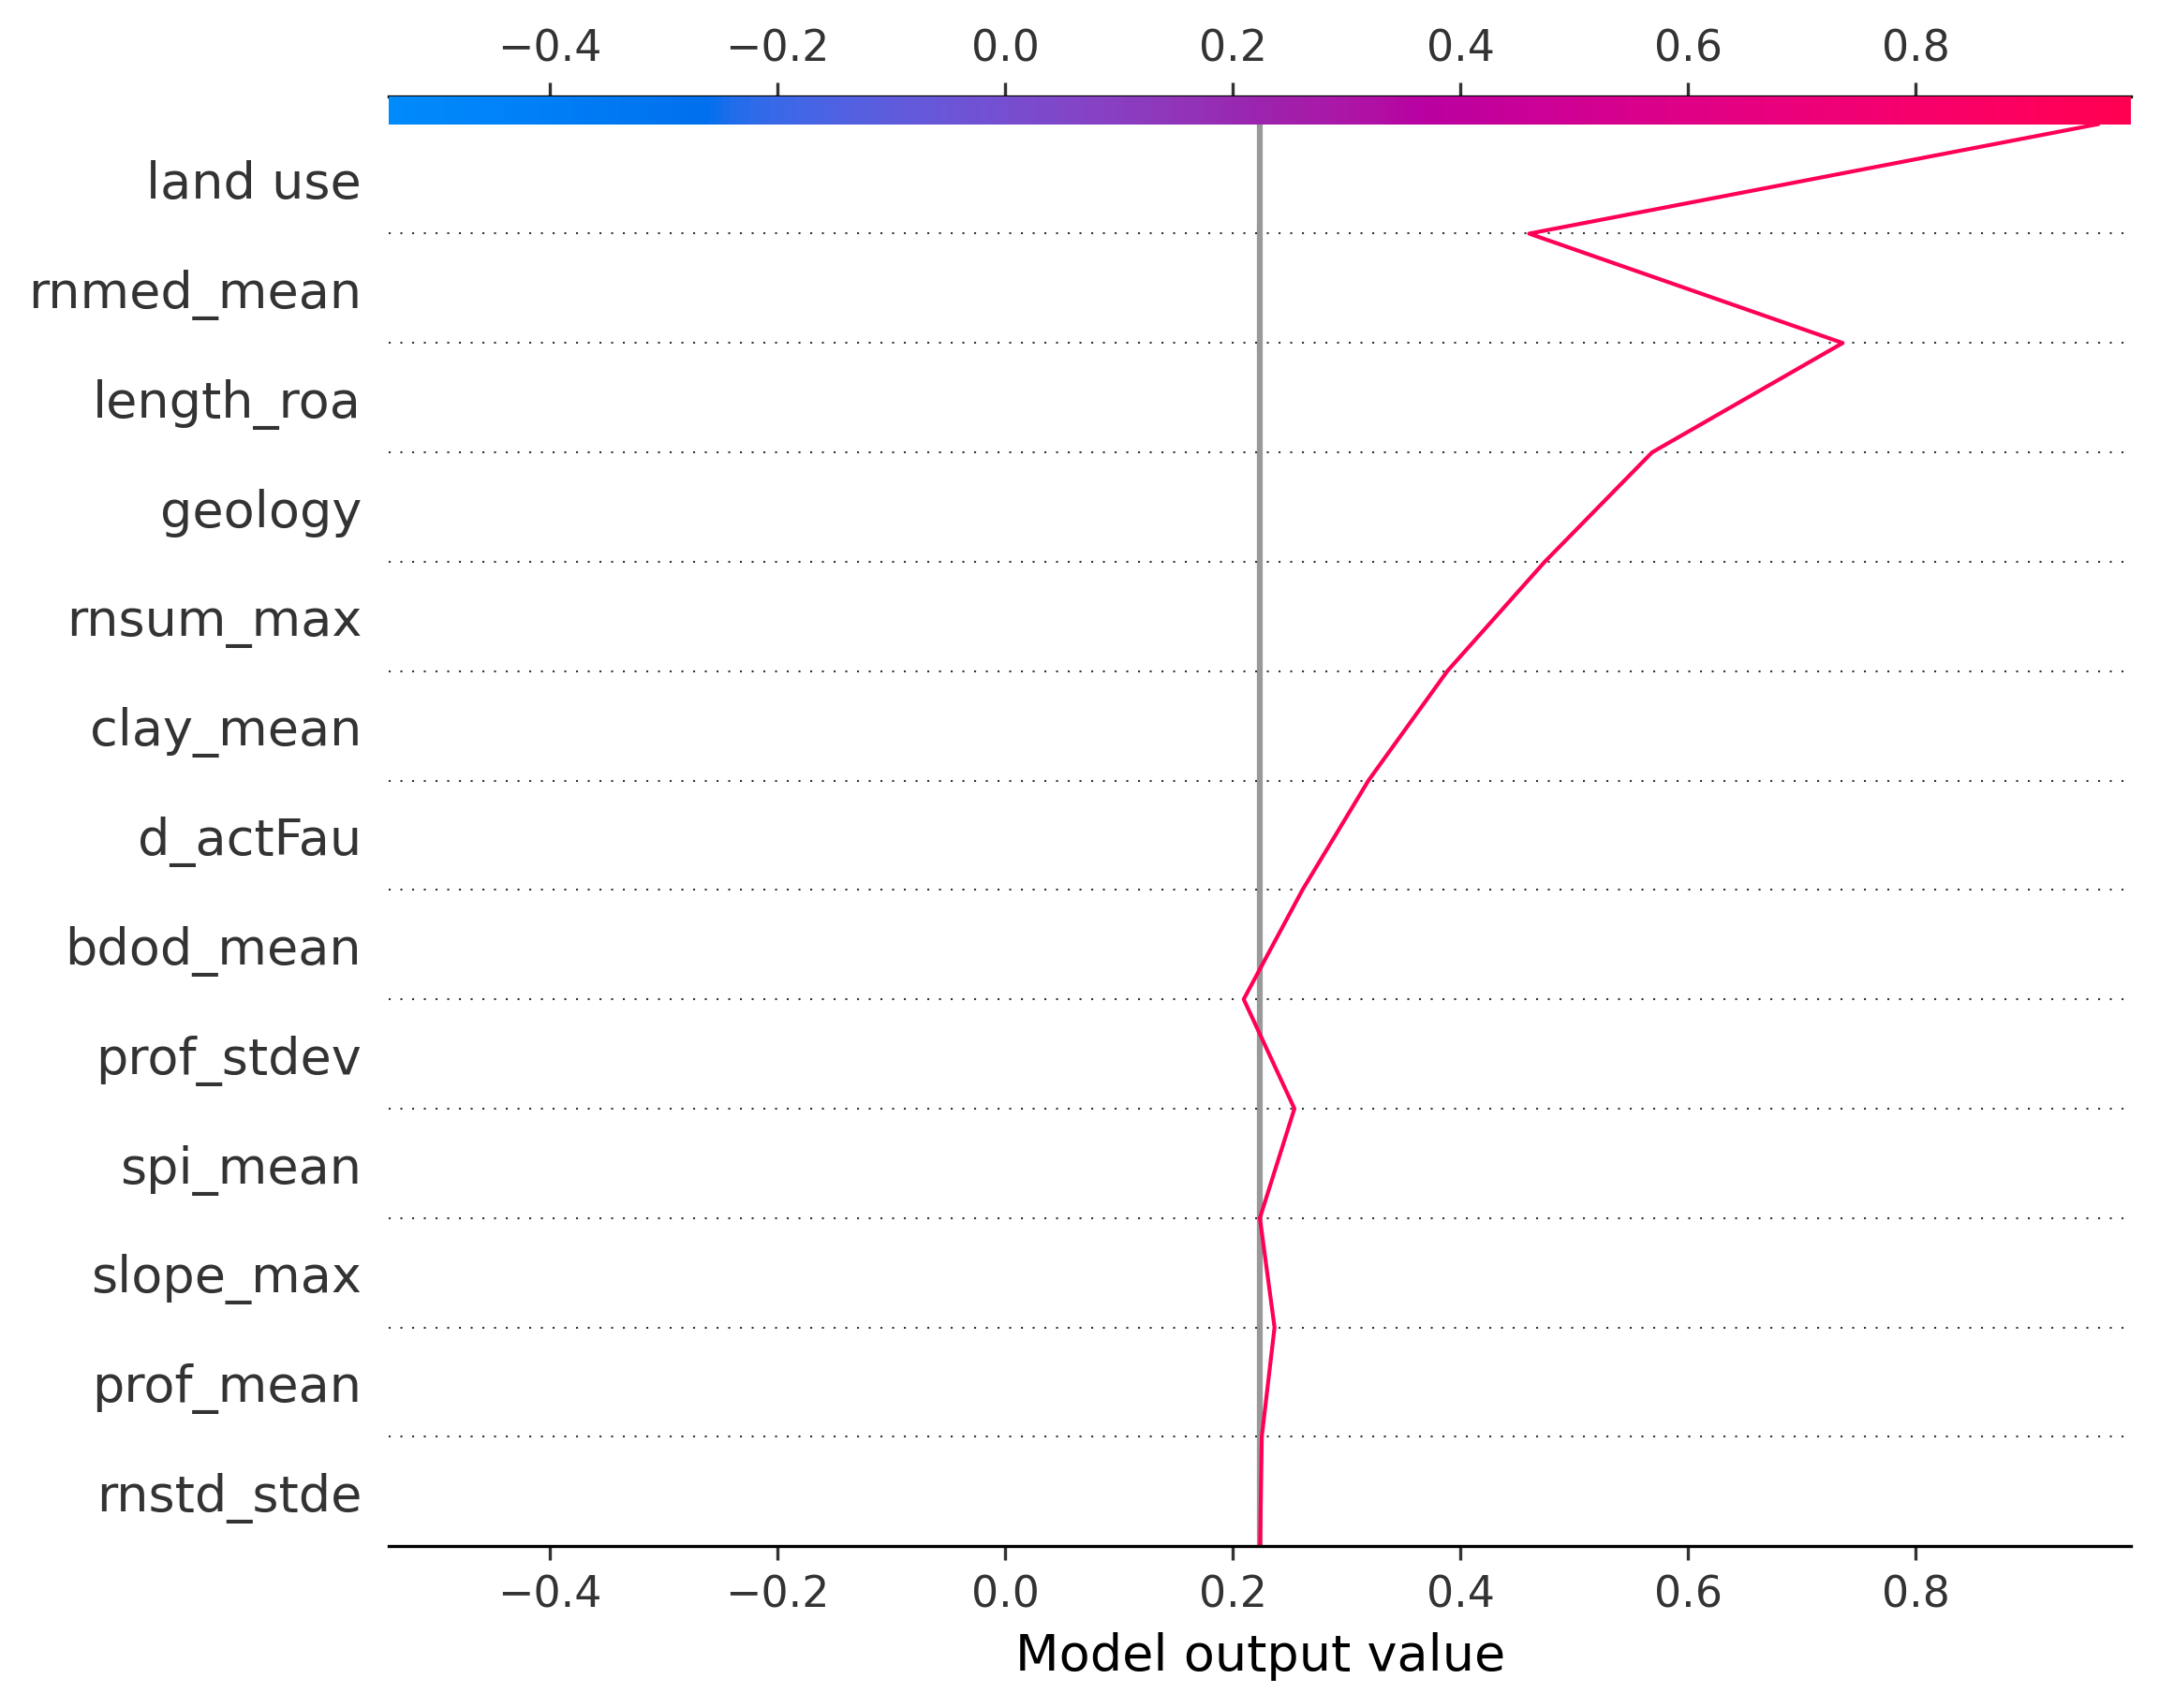 −0.4 −0.2 0.0 0.2 0.4 0.6 0.8
land use
rnmed_mean
length_roa
geology
rnsum_max
clay_mean
d_actFau
bdod_mean
prof_stdev
spi_mean
slope_max
prof_mean
rnstd_stde
−0.4 −0.2 0.0 0.2 0.4 0.6 0.8
Model output value